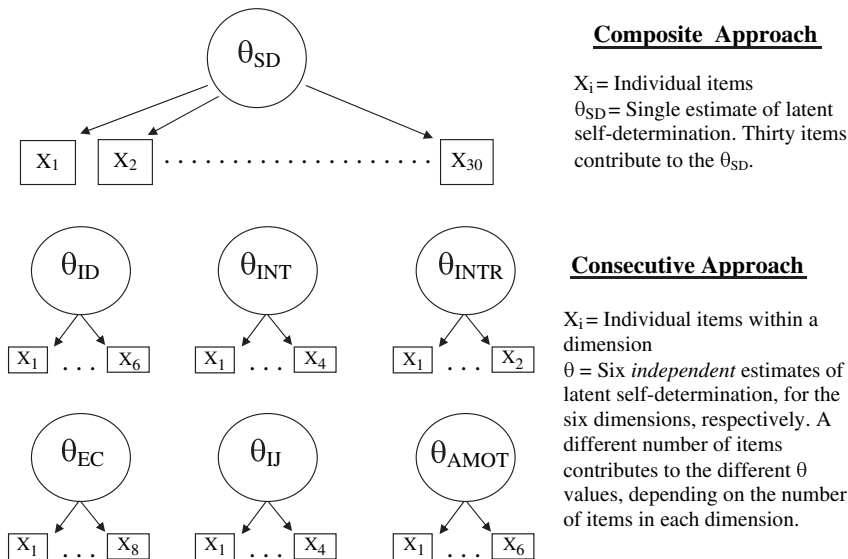 θSD
X1 X2 . . . . . . . . . . . . . . . . . . . . . . . X30
Composite Approach
Xi = Individual items
θSD = Single estimate of latent
self-determination. Thirty items
contribute to the θSD.
θID θINT θINTR
X1 . . . X6 X1 . . . X4 X1 . . . X2
θEC θIJ θAMOT
X1 . . . X8 X1 . . . X4 X1 . . . X6
Consecutive Approach
Xi = Individual items within a
dimension
θ = Six independent estimates of
latent self-determination, for the
six dimensions, respectively. A
different number of items
contributes to the different θ
values, depending on the number
of items in each dimension.